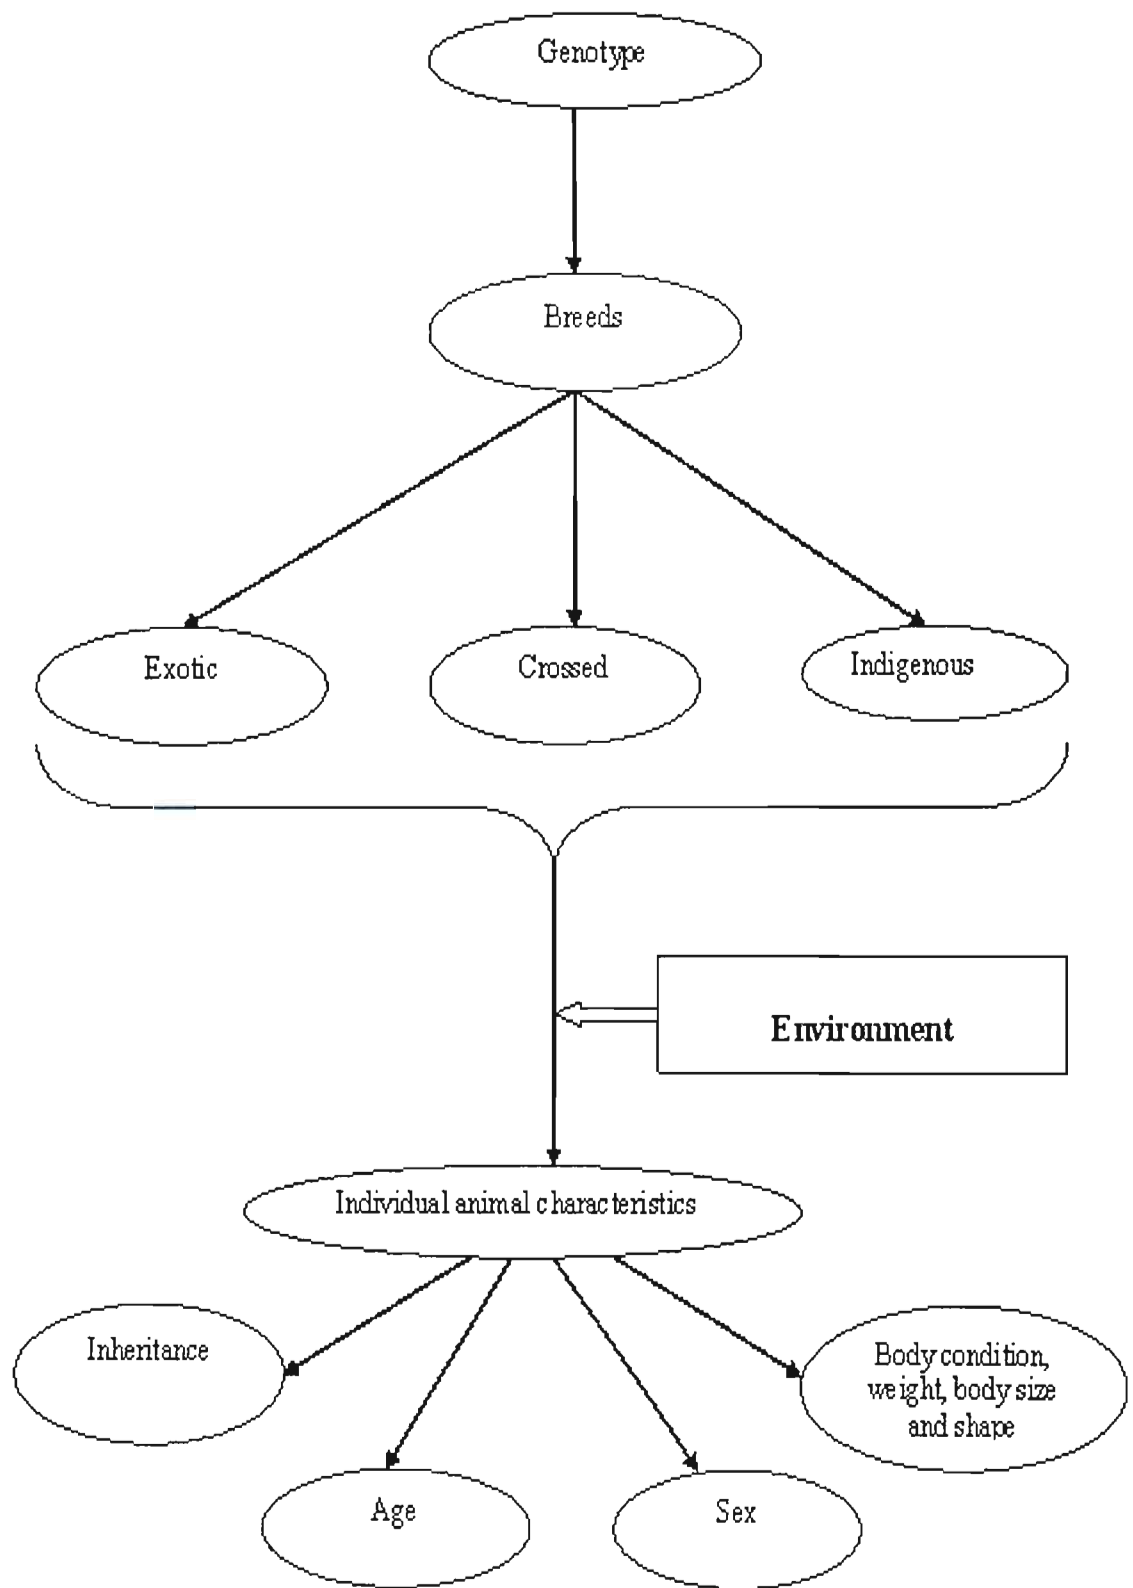 Genotype
Breeds
Exotic
Crossed
Indigenous
Environment
Individual animal characteristics
Inheritance
Body condition,
weight, body size
and shape
Age
Sex